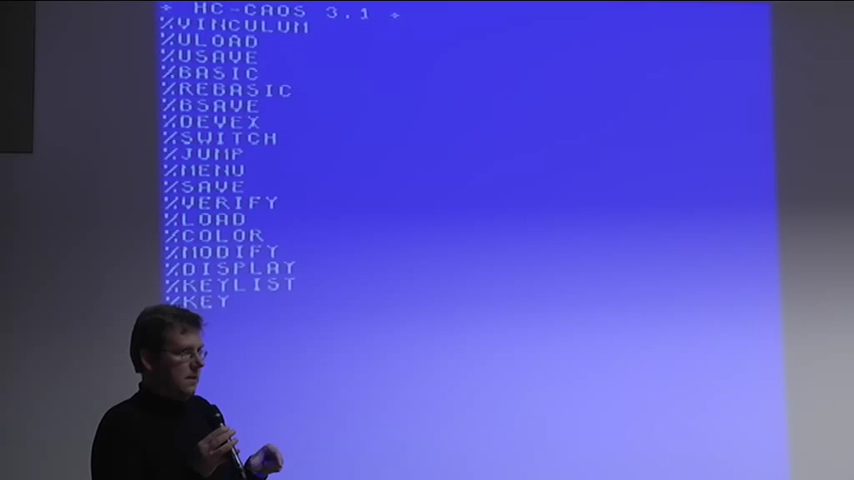 * HC-CAOS 3.1 *
%VINCULUM
%ULOAD
%USAVE
%BASIC
%REBASIC
%BSAVE
%DEVEX
%SWITCH
%JUMP
%MENU
%SAVE
%VERIFY
%LOAD
%COLOR
%MODIFY
%DISPLAY
%KEYLIST
%KEY